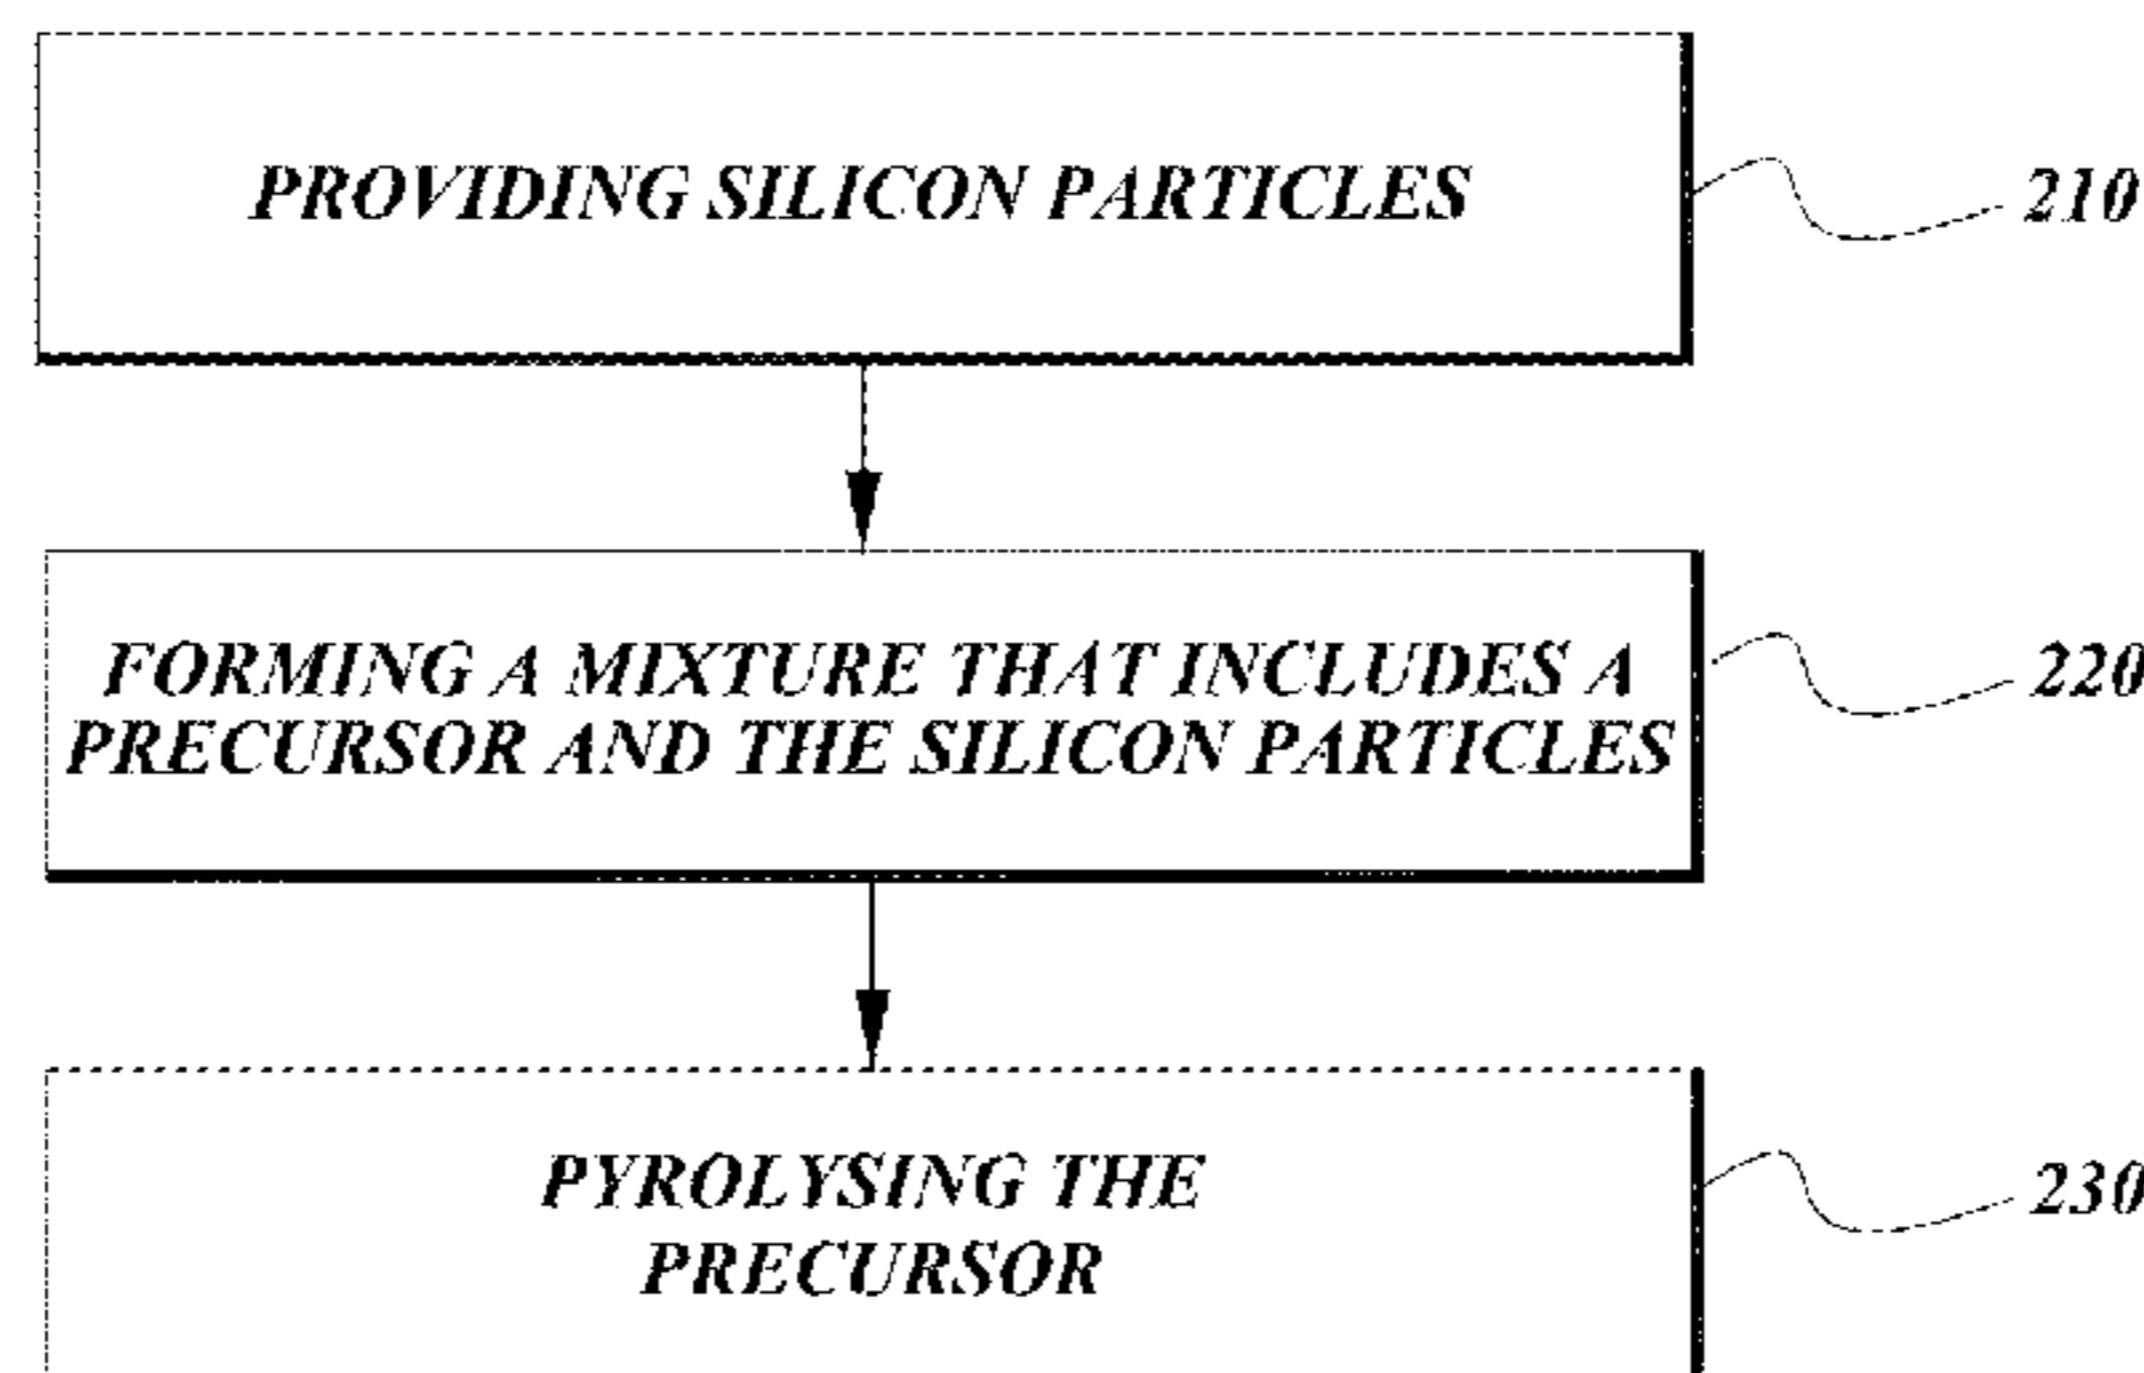 PROVIDING SILICON PARTICLES
210
FORMING A MIXTURE THAT INCLUDES A
PRECURSOR AND THE SILICON PARTICLES
220
PYROLYSING THE
PRECURSOR
230